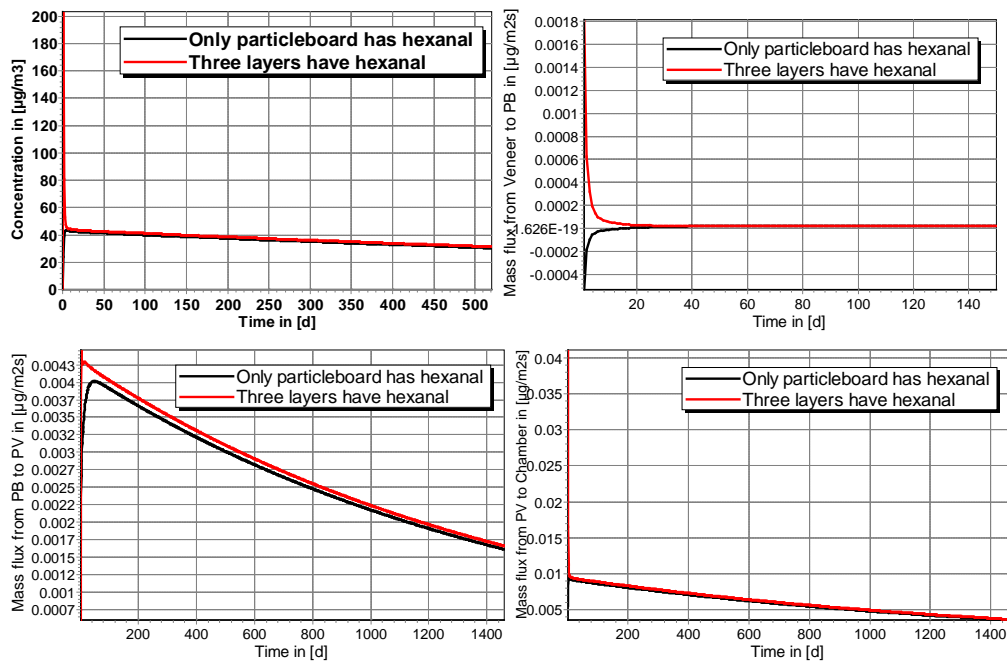 Concentration in [µg/m3]
200
180
160
140
120
100
80
60
40
20
0
Only particleboard has hexanal
Three layers have hexanal
0 50 100 150 200 250 300 350 400 450 500
Time in [d]
Mass flux from Veneer to PB in [µg/m2s]
0.0018
0.0016
0.0014
0.0013
0.0011
0.001
0.0008
0.0006
0.0004
0.0002
1.626E-19
-0.0002
-0.0004
Only particleboard has hexanal
Three layers have hexanal
20 40 60 80 100 120 140
Time in [d]
Mass flux from PB to PV in [µg/m2s]
0.0043
0.004
0.0037
0.0035
0.0032
0.003
0.0027
0.0025
0.0022
0.002
0.0017
0.0015
0.0012
0.001
0.0007
Only particleboard has hexanal
Three layers have hexanal
200 400 600 800 1000 1200 1400
Time in [d]
Mass flux from PV to Chamber in [µg/m2s]
0.04
0.035
0.03
0.025
0.02
0.015
0.01
0.005
Only particleboard has hexanal
Three layers have hexanal
200 400 600 800 1000 1200 1400
Time in [d]